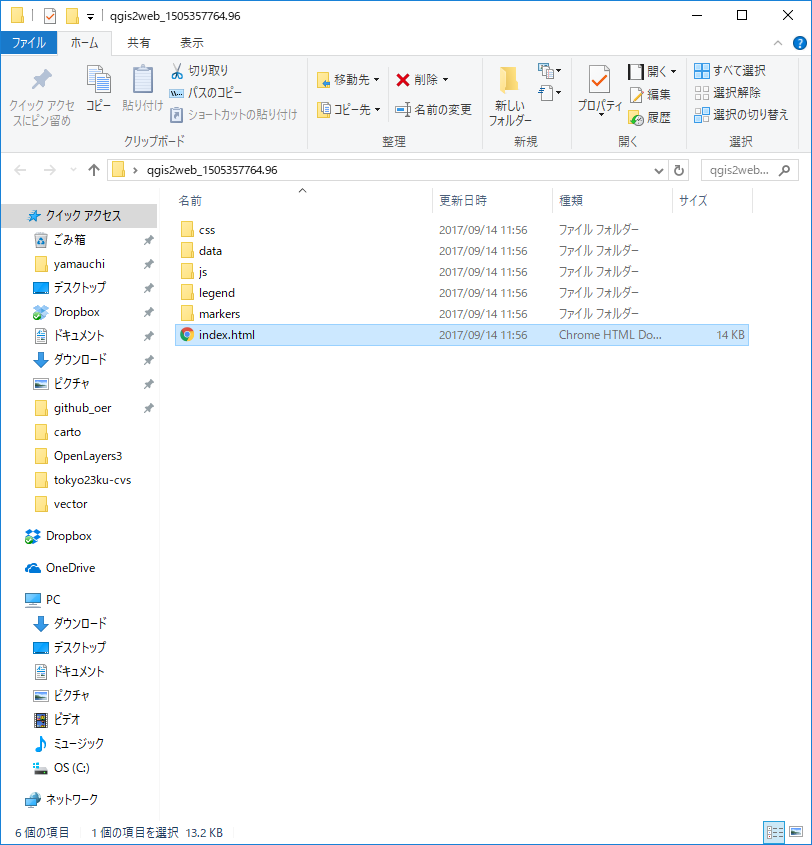 qgis2web_1505357764.96
ファイル ホーム 共有 表示
クイック アクセスにピン留め
コピー
貼り付け
切り取り
パスのコピー
ショートカットの貼り付け
クリップボード
移動先
コピー先
削除
名前の変更
整理
新しいフォルダー
新規
プロパティ
開く
編集
履歴
開く
すべて選択
選択解除
選択の切り替え
選択
qgis2web_1505357764.96
qgis2web...
名前 更新日時 種類 サイズ
css 2017/09/14 11:56 ファイル フォルダー
data 2017/09/14 11:56 ファイル フォルダー
js 2017/09/14 11:56 ファイル フォルダー
legend 2017/09/14 11:56 ファイル フォルダー
markers 2017/09/14 11:56 ファイル フォルダー
index.html 2017/09/14 11:56 Chrome HTML Do... 14 KB
クイック アクセス
ごみ箱
yamauchi
デスクトップ
Dropbox
ドキュメント
ダウンロード
ピクチャ
github_oer
carto
OpenLayers3
tokyo23ku-cvs
vector
Dropbox
OneDrive
PC
ダウンロード
デスクトップ
ドキュメント
ピクチャ
ビデオ
ミュージック
OS (C:)
ネットワーク
6 個の項目 1 個の項目を選択 13.2 KB